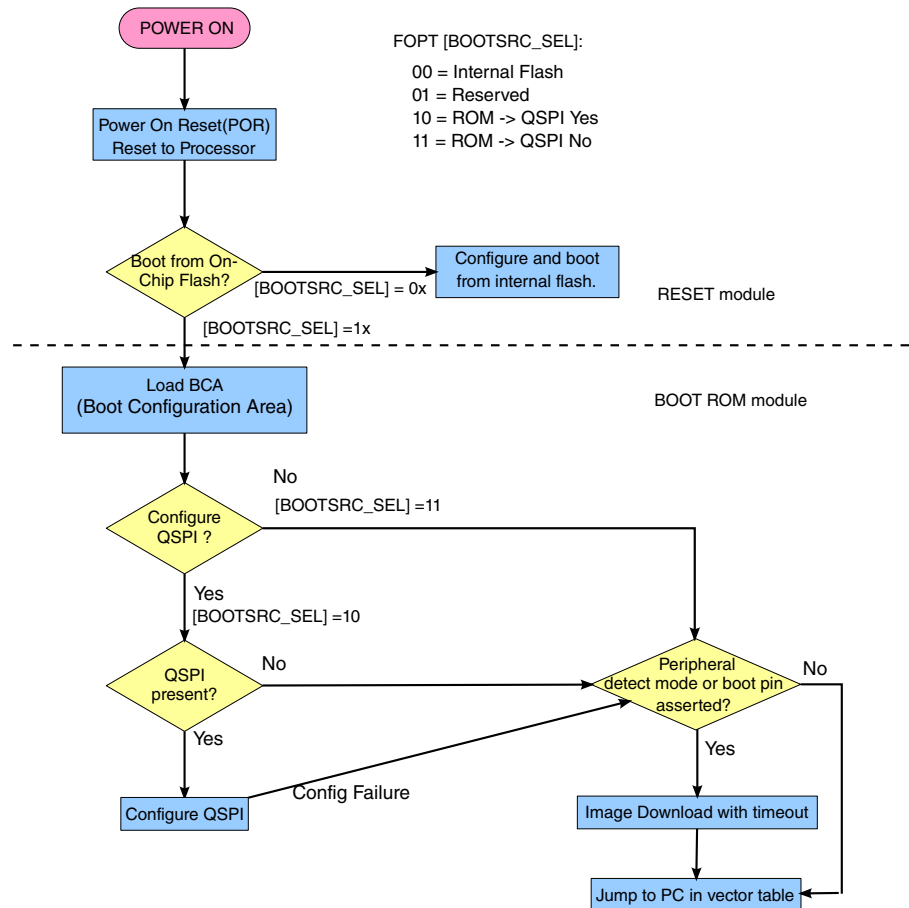 POWER ON
FOPT [BOOTSRC_SEL]:
00 = Internal Flash
01 = Reserved
10 = ROM -> QSPI Yes
11 = ROM -> QSPI No
Power On Reset(POR)
Reset to Processor
Boot from On-
Chip Flash?
[BOOTSRC_SEL] = 0x
Configure and boot
from internal flash.
RESET module
[BOOTSRC_SEL] =1x
Load BCA
(Boot Configuration Area)
BOOT ROM module
No
[BOOTSRC_SEL] =11
Configure
QSPI ?
Yes
[BOOTSRC_SEL] =10
QSPI
present?
No
Peripheral
detect mode or boot pin
asserted?
No
Yes
Yes
Config Failure
Configure QSPI
Image Download with timeout
Jump to PC in vector table